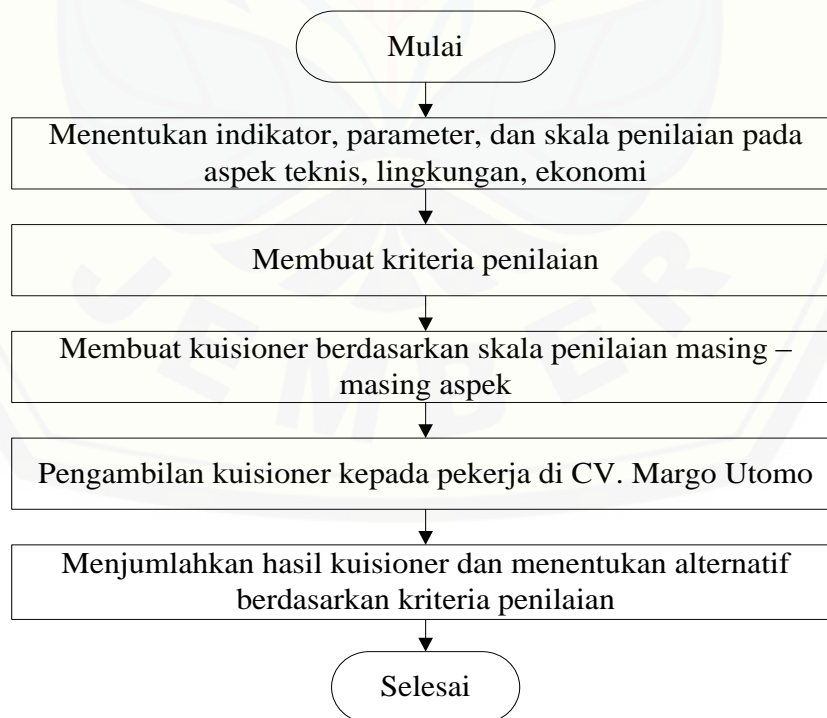 Mulai
Menentukan indikator, parameter, dan skala penilaian pada
aspek teknis, lingkungan, ekonomi
Membuat kriteria penilaian
JEMBER
Membuat kuisioner berdasarkan skala penilaian masing –
masing aspek
Pengambilan kuisioner kepada pekerja di CV. Margo Utomo
Menjumlahkan hasil kuisioner dan menentukan alternatif
berdasarkan kriteria penilaian
Selesai